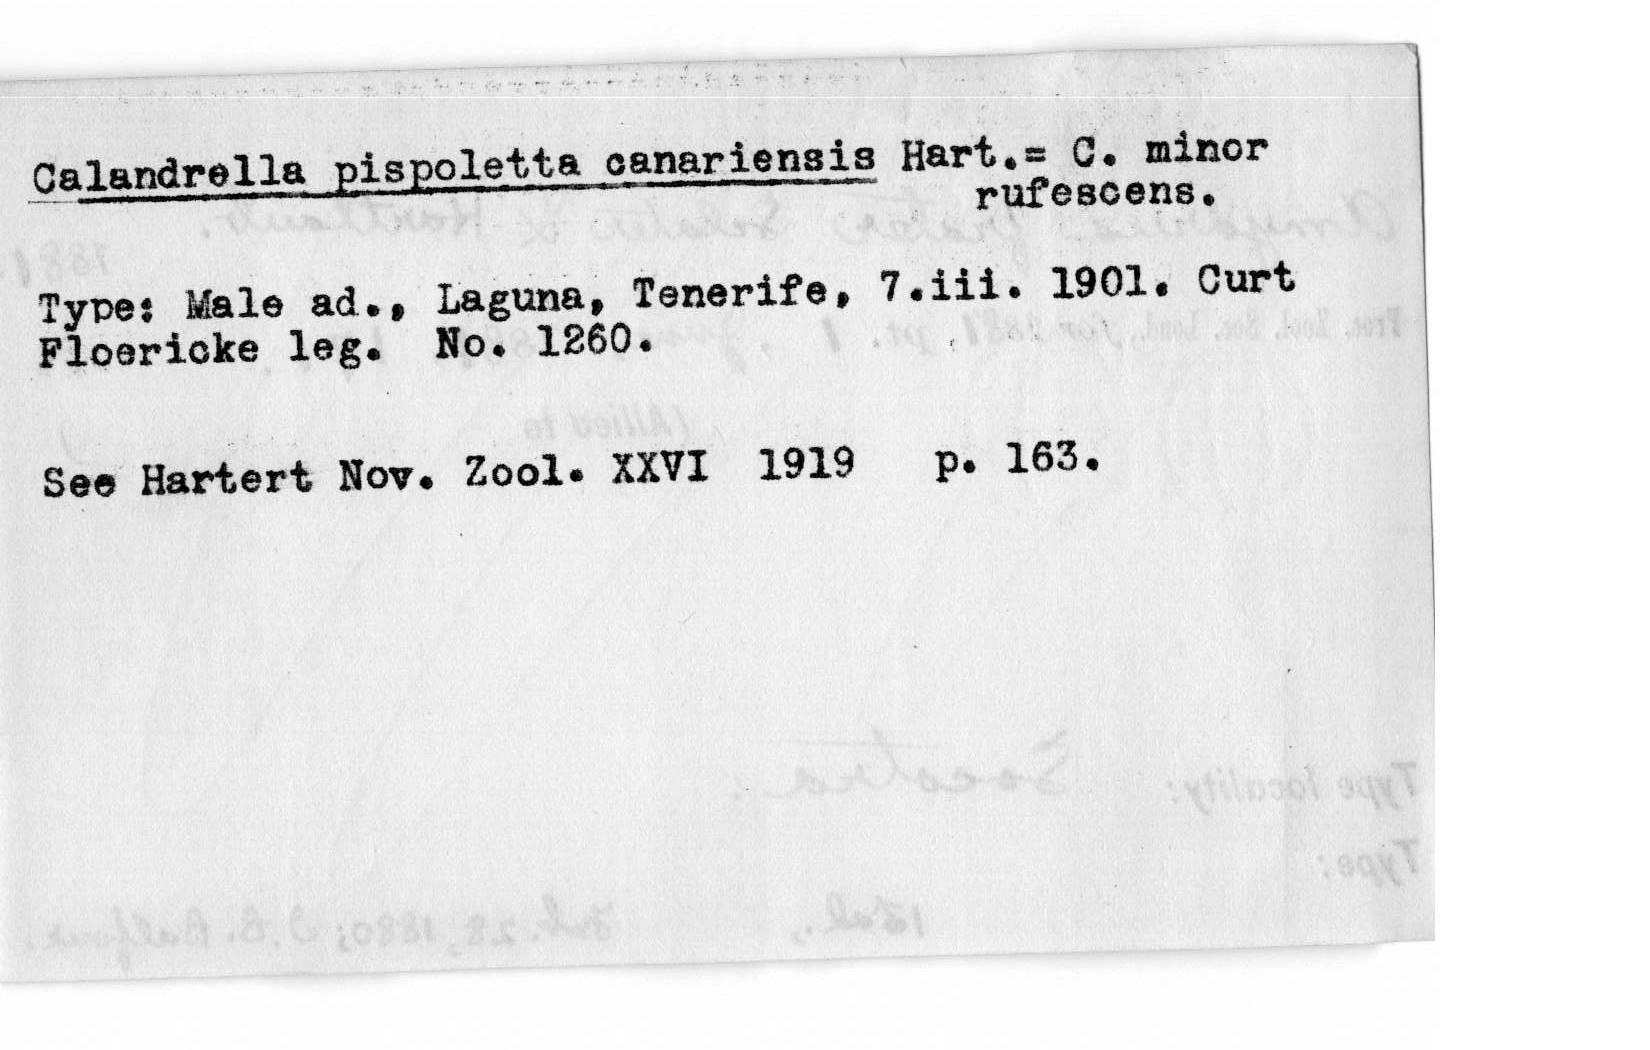 Calandrella pispoletta canariensis Hart.= C. minor
rufescens.
Type: Male ad., Laguna, Tenerife, 7.iii. 1901. Curt
Floericke leg. No. 1260.
See Hartert Nov. Zool. XXVI 1919 p. 163.